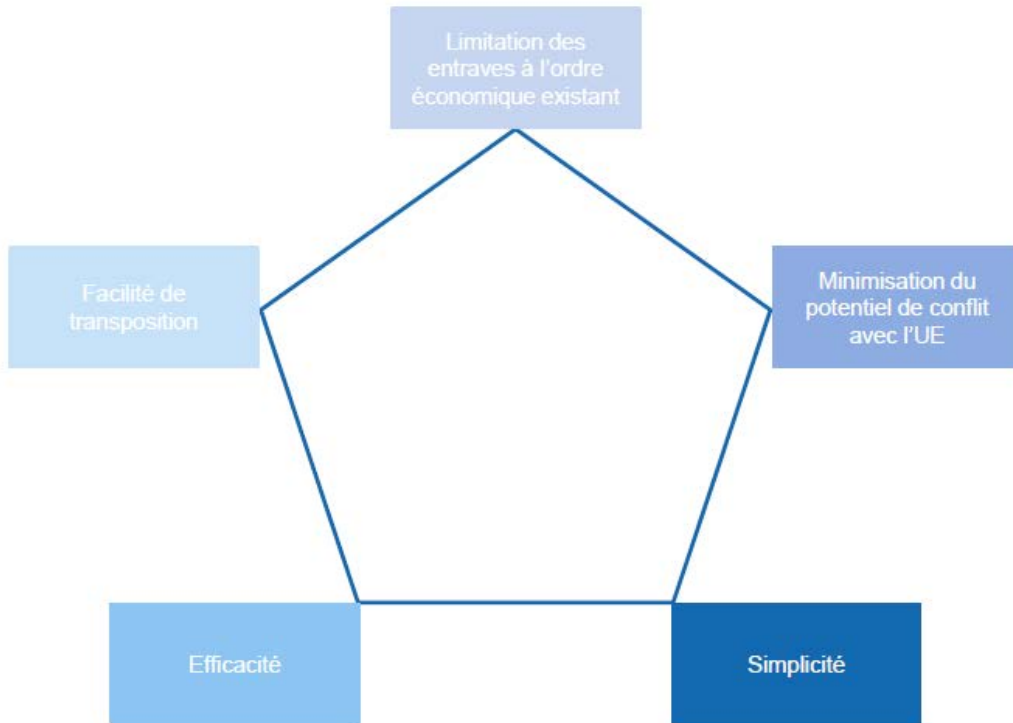 Limitation des
entraves à l'ordre
économique existant
Facilité de
transposition
Minimisation du
potentiel de conflit
avec l'UE
Efficacité
Simplicité